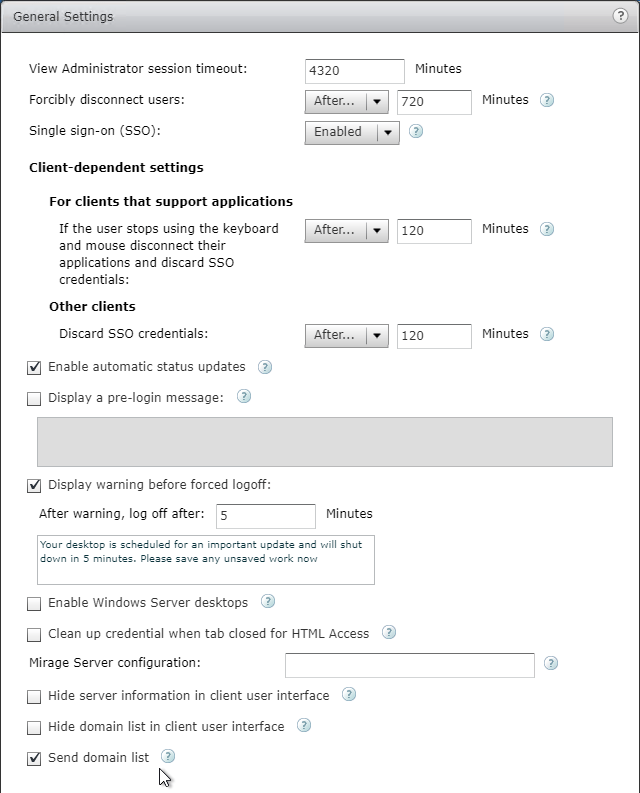 General Settings ?
View Administrator session timeout: 4320 Minutes
Forcibly disconnect users: After... 720 Minutes ?
Single sign-on (SSO): Enabled ?
Client-dependent settings
For clients that support applications
If the user stops using the keyboard After... 120 Minutes ?
and mouse disconnect their
applications and discard SSO
credentials:
Other clients
Discard SSO credentials: After... 120 Minutes ?
Enable automatic status updates ?
Display a pre-login message: ?
Display warning before forced logoff:
After warning, log off after: 5 Minutes
Your desktop is scheduled for an important update and will shut
down in 5 minutes. Please save any unsaved work now
Enable Windows Server desktops ?
Clean up credential when tab closed for HTML Access ?
Mirage Server configuration: ?
Hide server information in client user interface ?
Hide domain list in client user interface ?
Send domain list ?